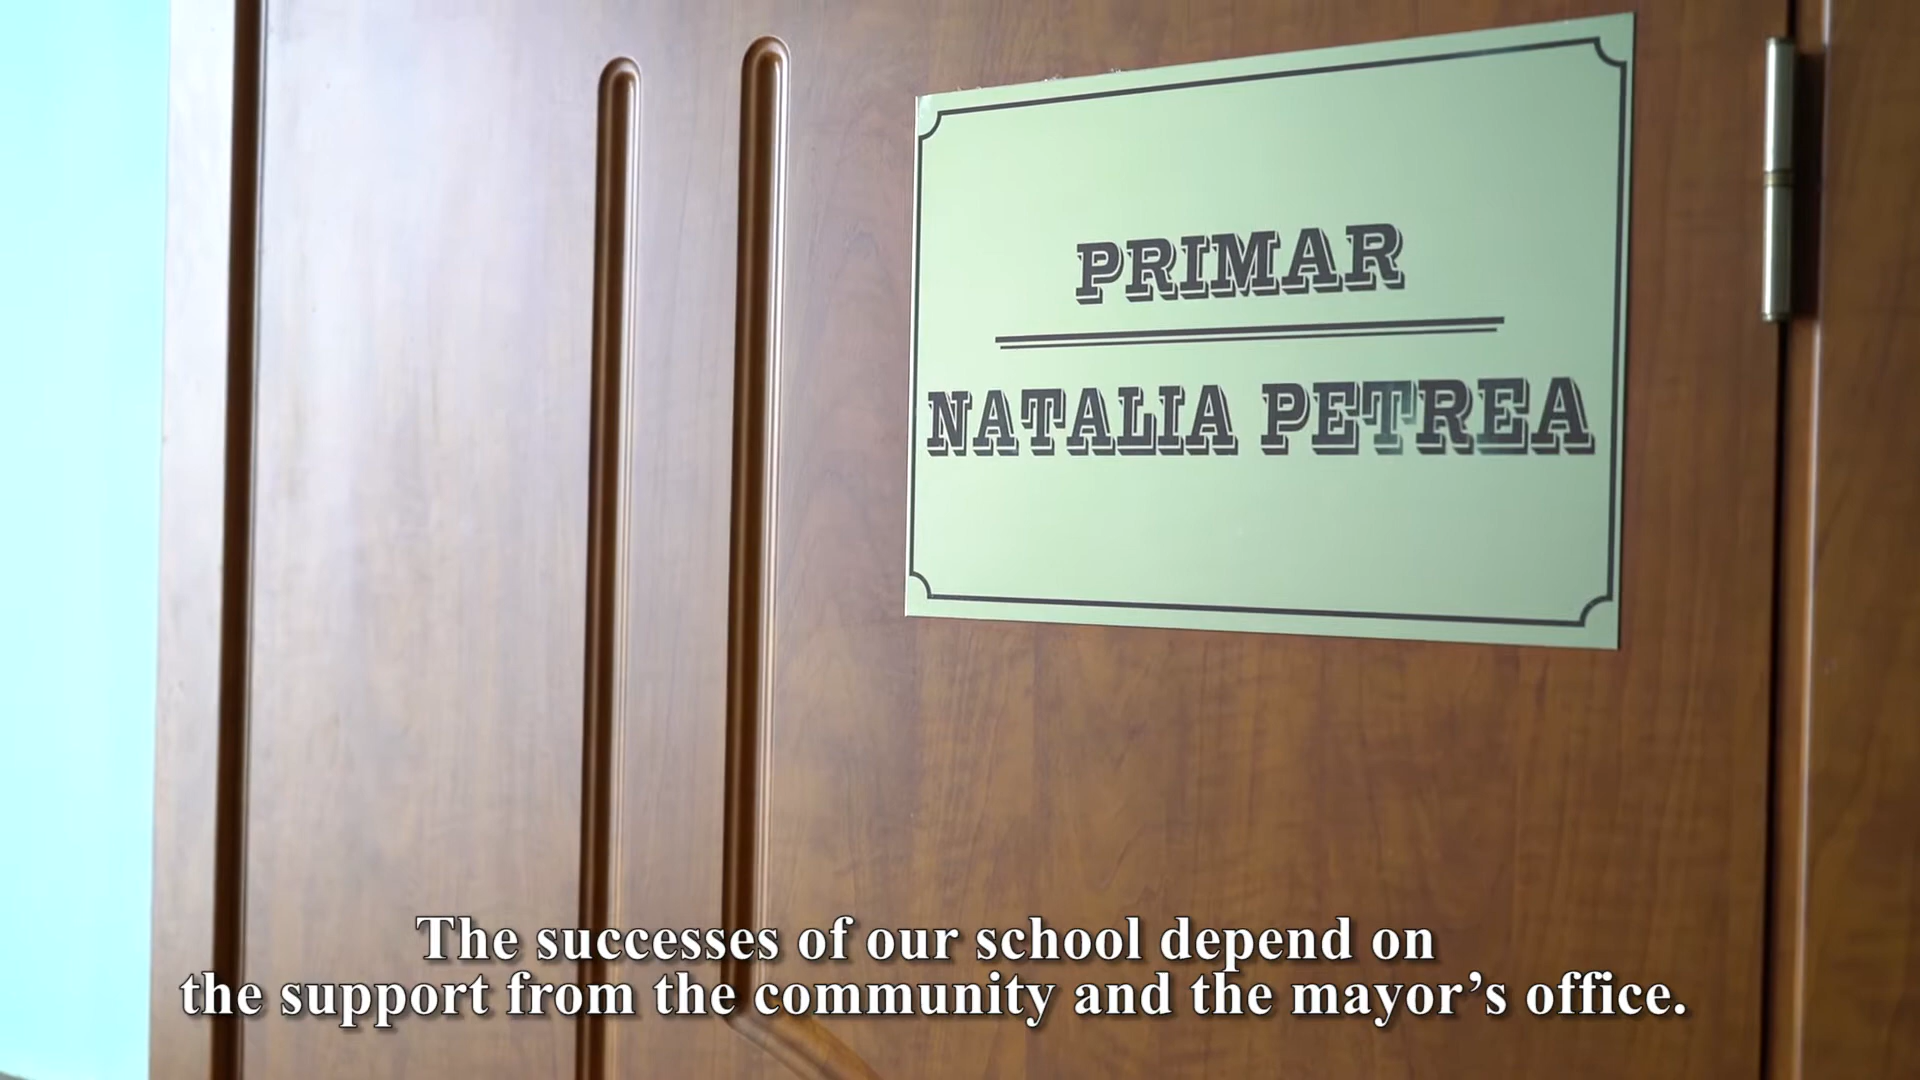 PRIMAR
NATALIA PETREA
The successes of our school depend on
the support from the community and the mayor’s office.